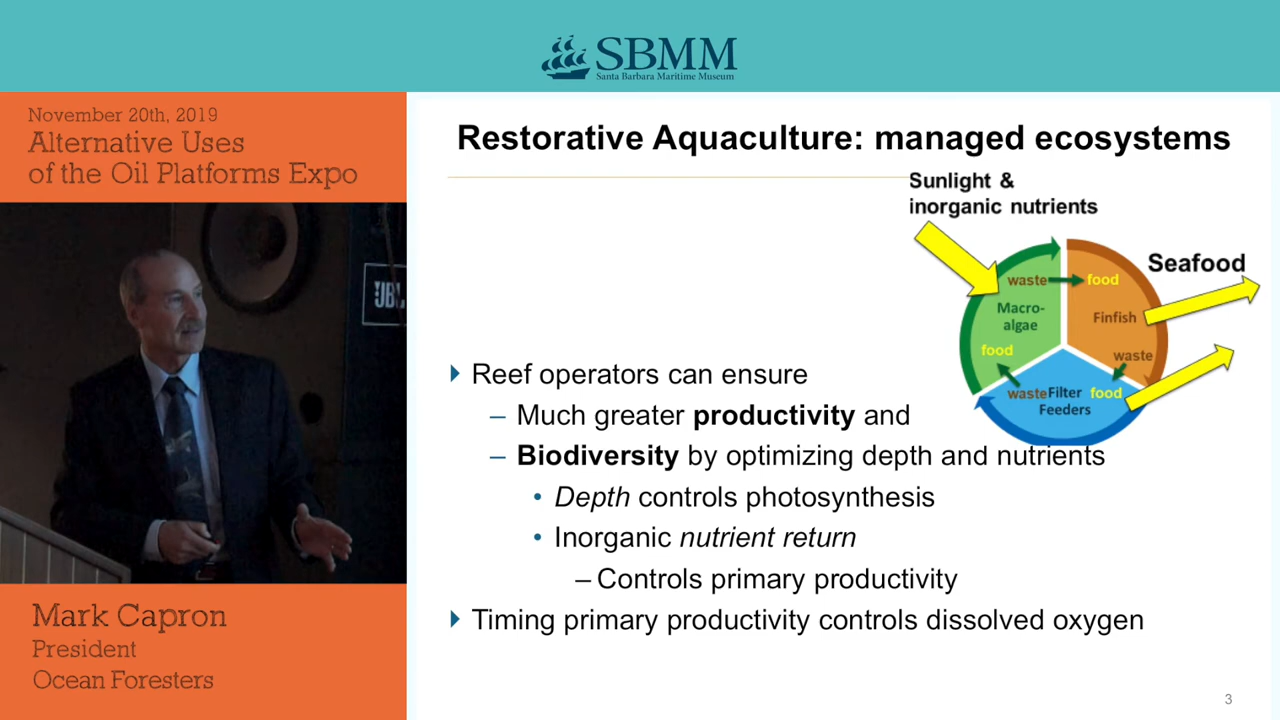 SBMM
Santa Barbara Maritime Museum
November 20th, 2019
Alternative Uses
of the Oil Platforms Expo
JBL
Mark Capron
President
Ocean Foresters
Restorative Aquaculture: managed ecosystems
Sunlight &
inorganic nutrients
Seafood
waste
food
Macro-
algae
Finfish
food
waste
waste
Filter
Feeders
food
Reef operators can ensure
– Much greater productivity and
– Biodiversity by optimizing depth and nutrients
• Depth controls photosynthesis
• Inorganic nutrient return
– Controls primary productivity
Timing primary productivity controls dissolved oxygen
3